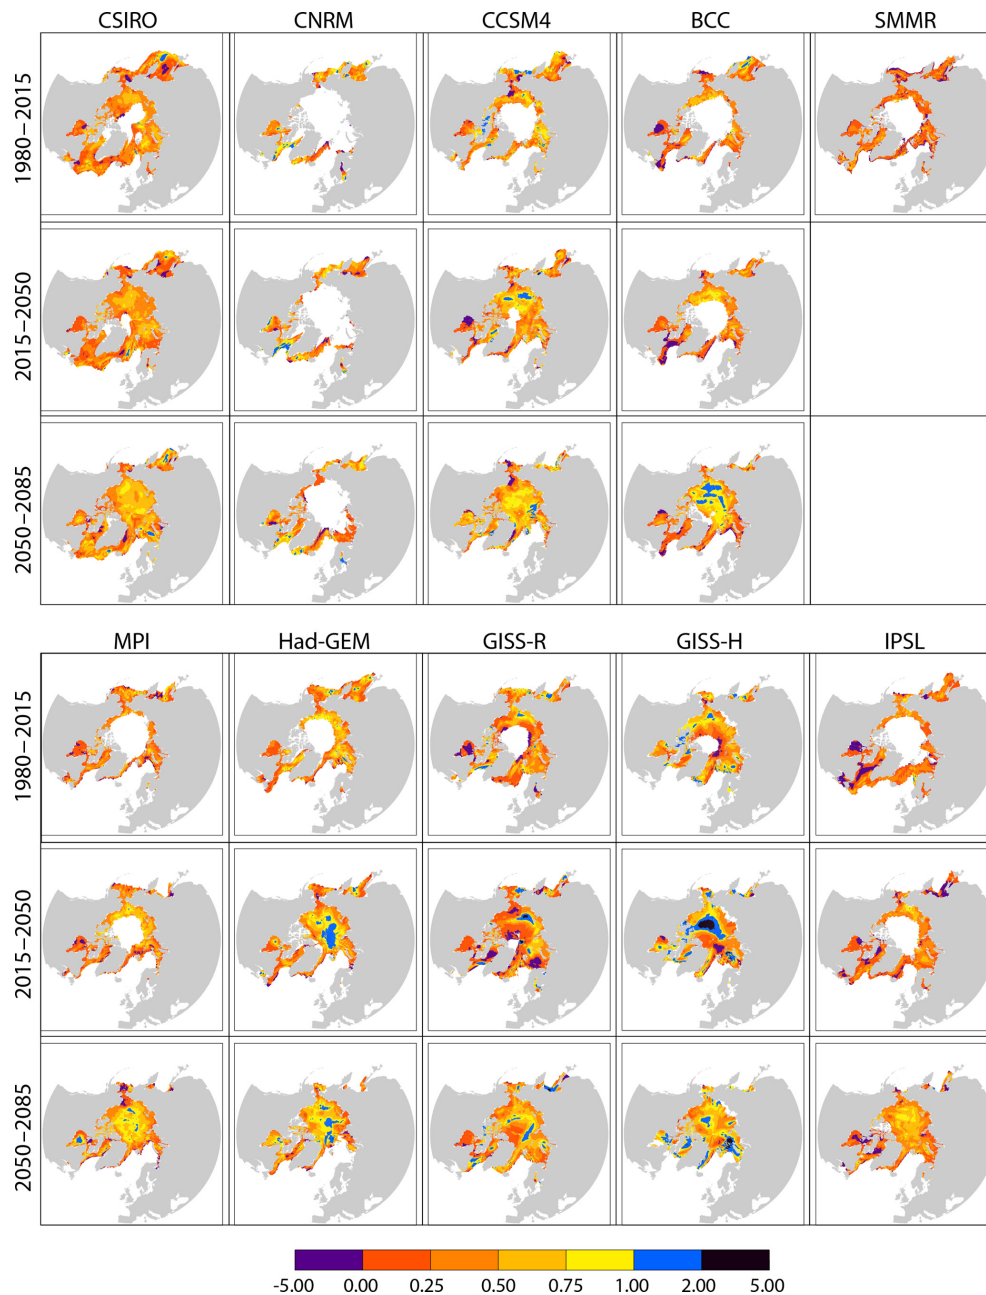 CSIRO CNRM CCSM4 BCC SMMR
1980–2015
2015–2050
2050–2085
MPI Had-GEM GISS-R GISS-H IPSL
1980–2015
2015–2050
2050–2085
-5.00 0.00 0.25 0.50 0.75 1.00 2.00 5.00